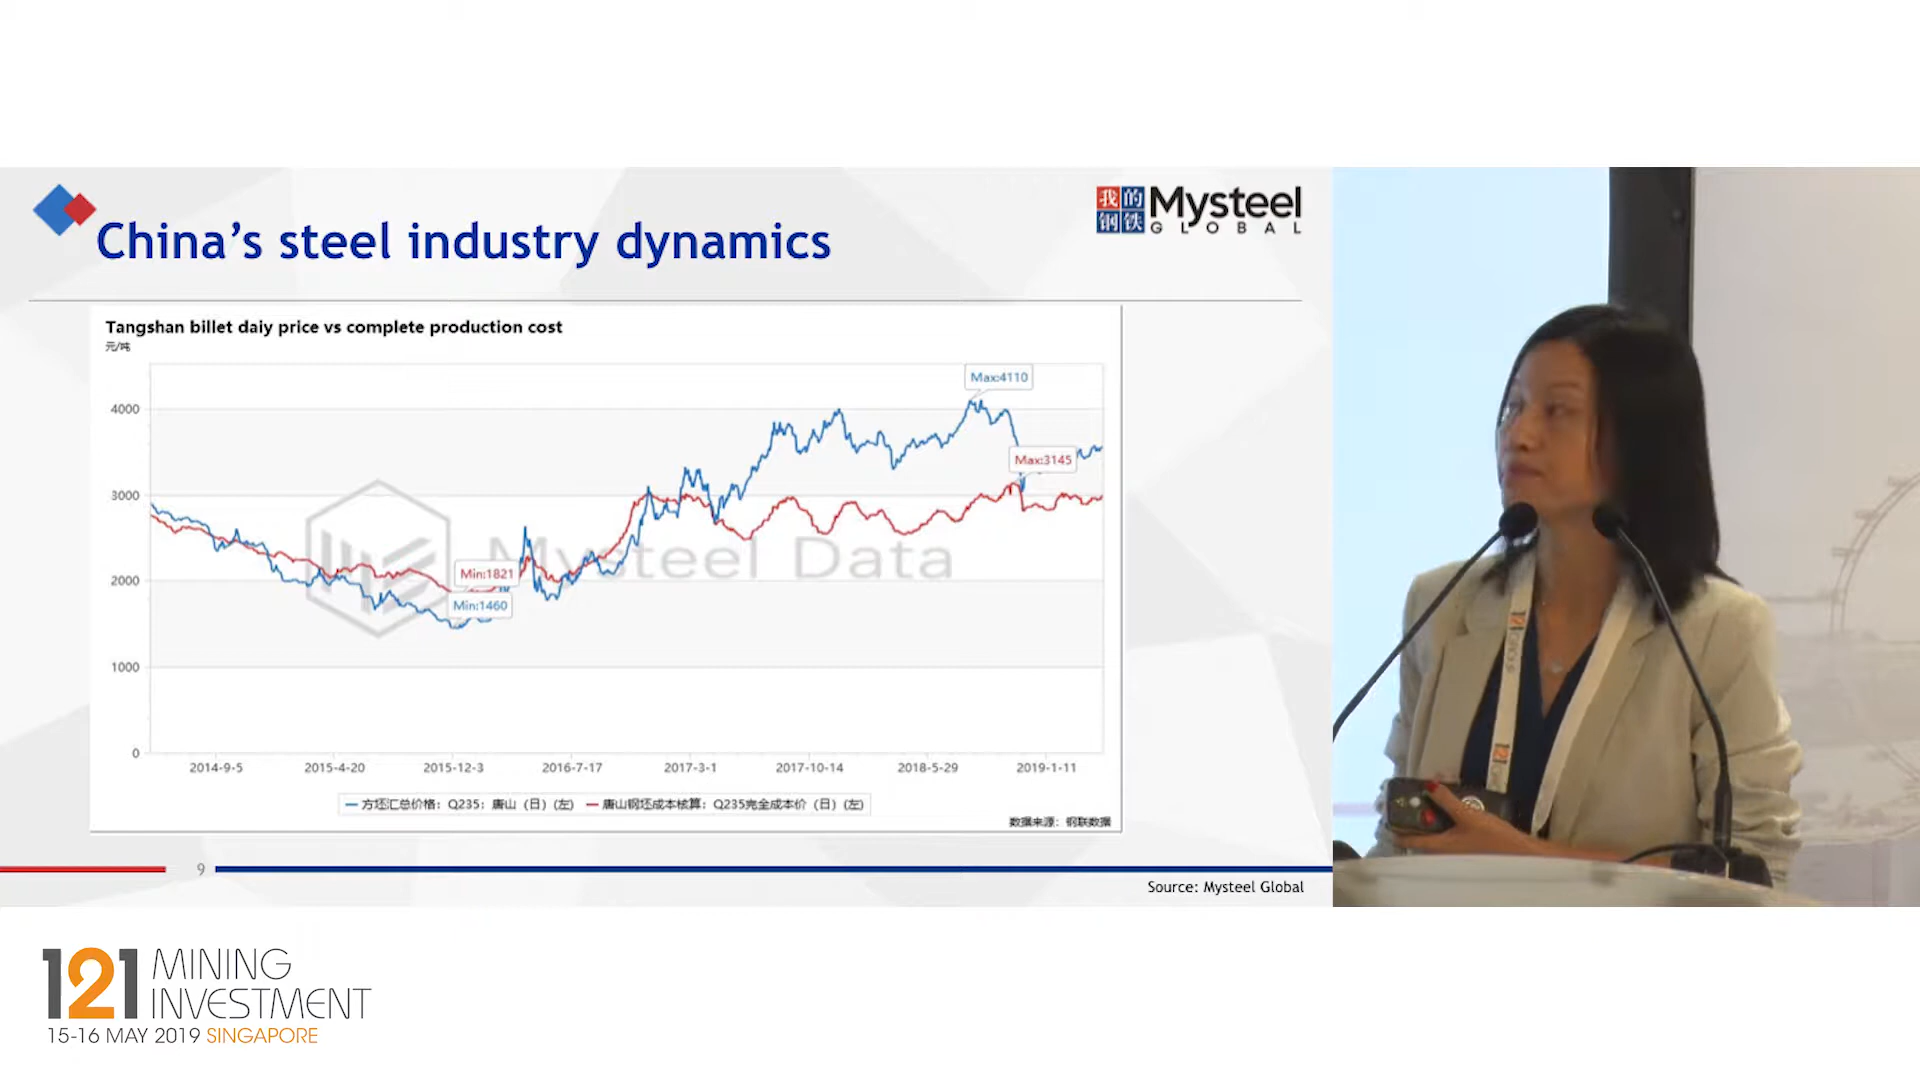 China's steel industry dynamics
我的
钢铁
Mysteel
GLOBAL
Tangshan billet daiy price vs complete production cost
元/吨
Max:4110
4000
Max:3145
3000
Mysteel Data
Min:1821
2000
Min:1460
1000
0
2014-9-5 2015-4-20 2015-12-3 2016-7-17 2017-3-1 2017-10-14 2018-5-29 2019-1-11
方坯汇总价格：Q235：唐山（日）(左) 唐山钢坯成本核算：Q235完全成本价（日）(左)
数据来源：钢联数据
9
Source: Mysteel Global
121
121 MINING
INVESTMENT
15-16 MAY 2019 SINGAPORE